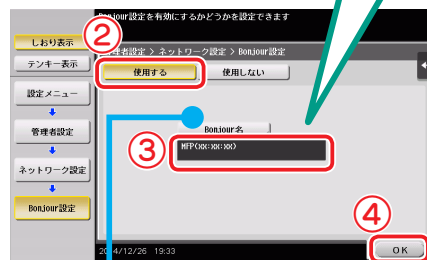 Bonjour設定を有効にするかどうかを設定できます
しおり表示
②
テンキー表示
管理者設定 > ネットワーク設定 > Bonjour設定
使用する
使用しない
設定メニュー
管理者設定
Bonjour名
③
MFP(xx:xx:xx)
ネットワーク設定
Bonjour設定
④
19:33
OK